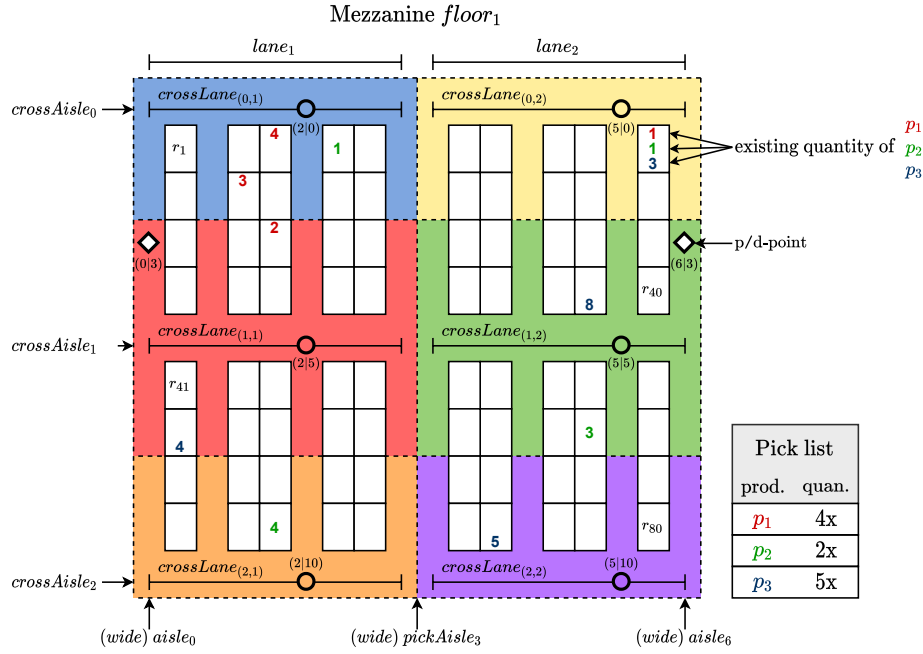 Mezzanine floor₁
lane₁ lane₂
crossAisle₀
crossLane₍₀,₁₎ crossLane₍₀,₂₎
(2|0) (5|0)
r₁ 4 1 1 existing quantity of p₁
1 p₂
3 p₃
3
2
(0|3) (6|3) p/d-point
8 r₄₀
crossAisle₁
crossLane₍₁,₁₎ crossLane₍₁,₂₎
(2|5) (5|5)
r₄₁
4 3
Pick list
prod. quan.
p₁ 4x
p₂ 2x
p₃ 5x
4 5 r₈₀
crossAisle₂
crossLane₍₂,₁₎ (2|10) crossLane₍₂,₂₎ (5|10)
(wide) aisle₀ (wide) pickAisle₃ (wide) aisle₆